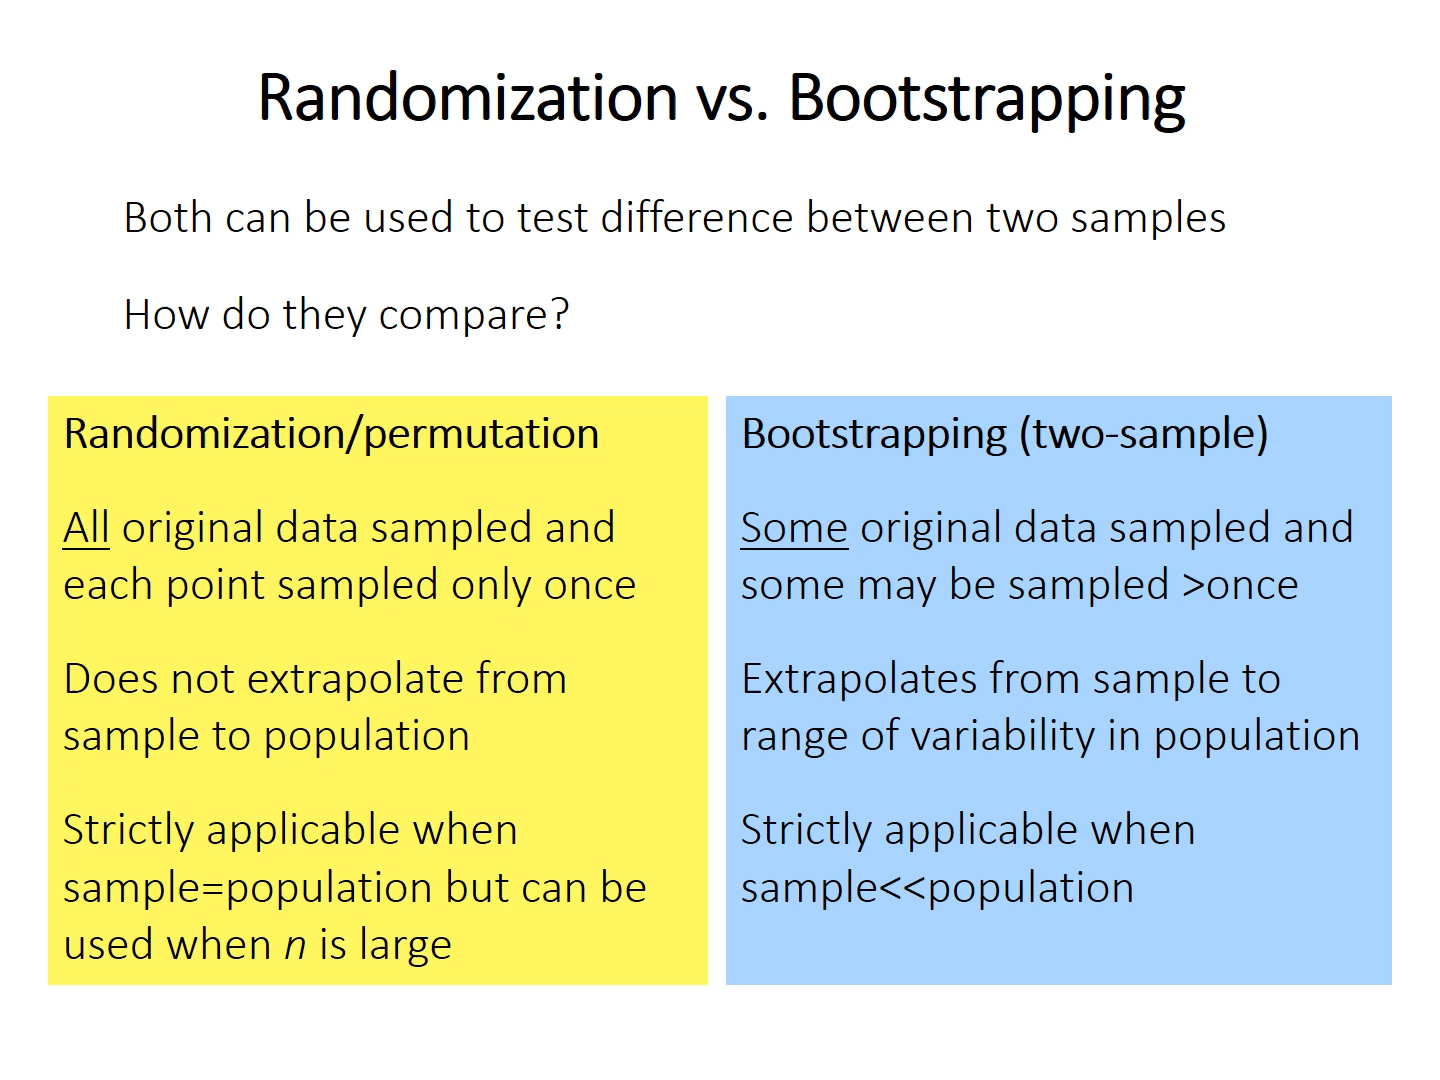 Randomization vs. Bootstrapping
Both can be used to test difference between two samples
How do they compare?
Randomization/permutation
All original data sampled and
each point sampled only once
Does not extrapolate from
sample to population
Strictly applicable when
sample=population but can be
used when n is large
Bootstrapping (two-sample)
Some original data sampled and
some may be sampled >once
Extrapolates from sample to
range of variability in population
Strictly applicable when
sample<<population